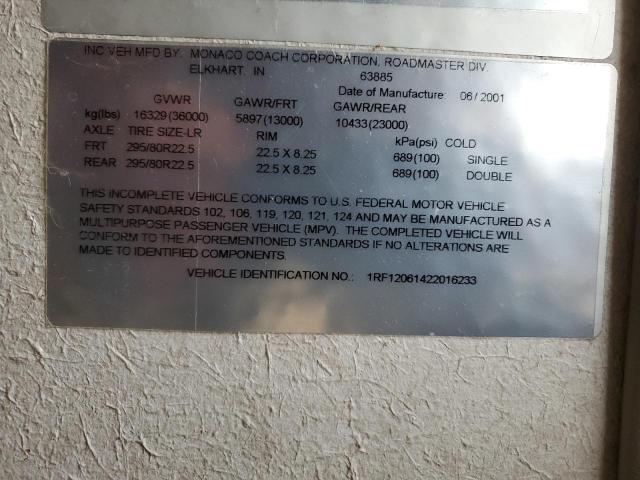 INC VEH MFD BY: MONACO COACH CORPORATION, ROADMASTER DIV.
ELKHART, IN 63885
Date of Manufacture: 06/2001
GVWR GAWR/FRT GAWR/REAR
kg(lbs) 16329(36000) 5897(13000) 10433(23000)
AXLE TIRE SIZE-LR RIM kPa(psi) COLD
FRT 295/80R22.5 22.5 X 8.25 689(100) SINGLE
REAR 295/80R22.5 22.5 X 8.25 689(100) DOUBLE
THIS INCOMPLETE VEHICLE CONFORMS TO U.S. FEDERAL MOTOR VEHICLE
SAFETY STANDARDS 102, 106, 119, 120, 121, 124 AND MAY BE MANUFACTURED AS A
MULTIPURPOSE PASSENGER VEHICLE (MPV). THE COMPLETED VEHICLE WILL
CONFORM TO THE AFOREMENTIONED STANDARDS IF NO ALTERATIONS ARE
MADE TO IDENTIFIED COMPONENTS.
VEHICLE IDENTIFICATION NO.: 1RF12061422016233